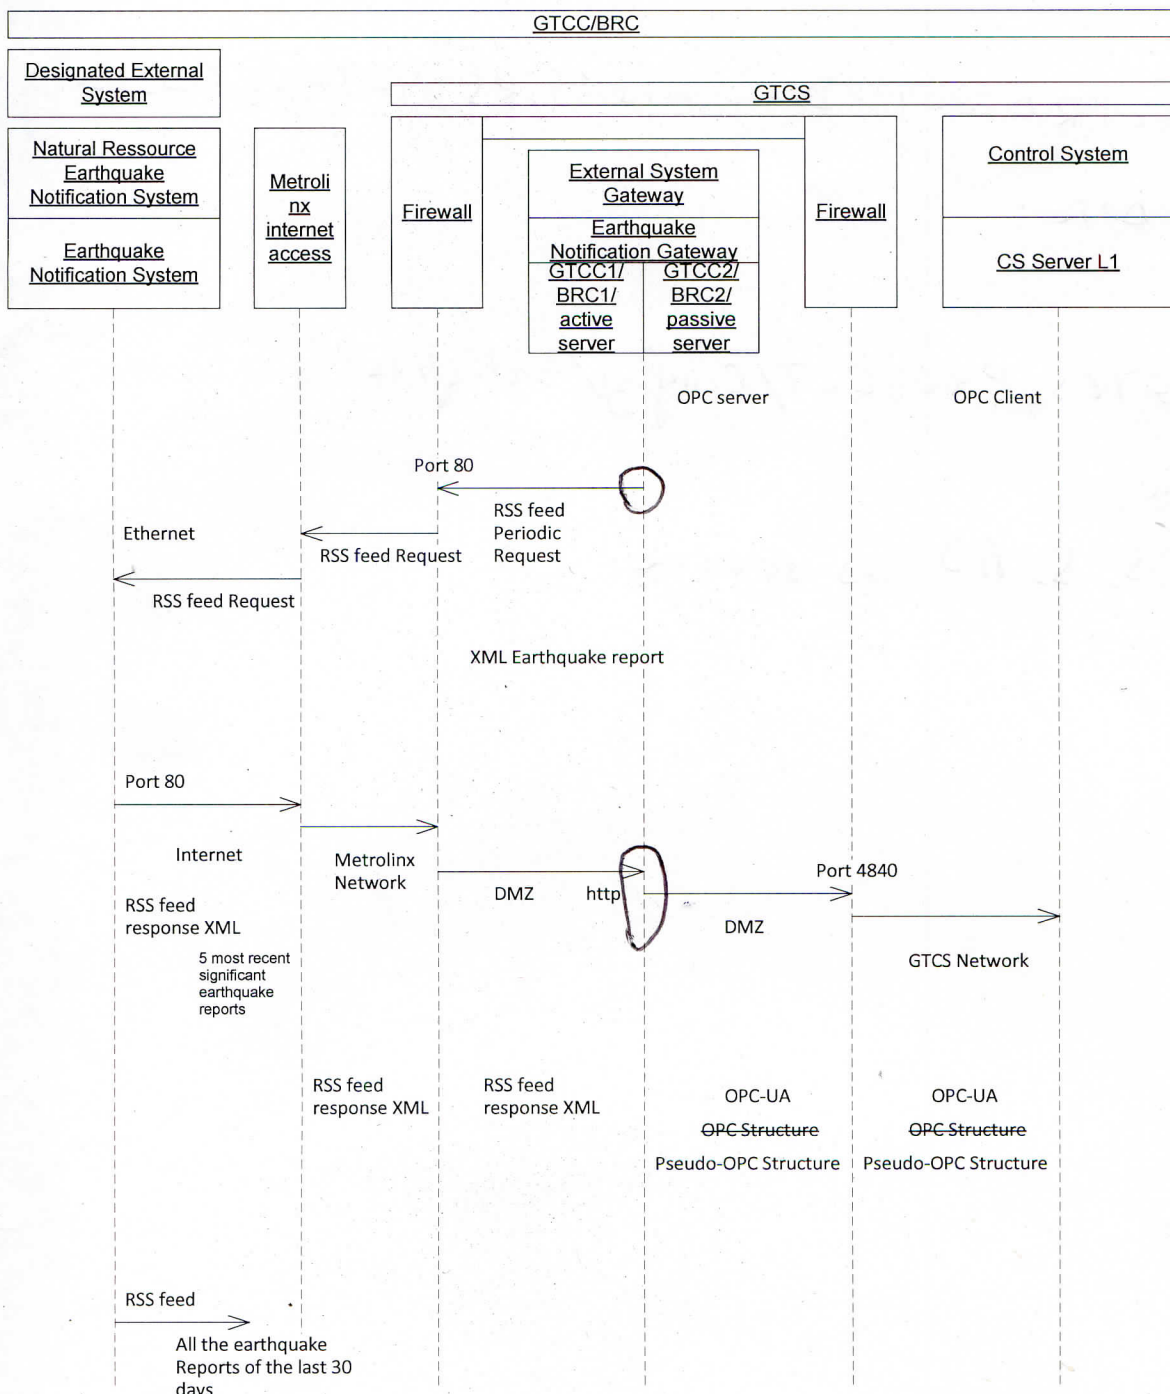 GTCC/BRC
Designated External
System
GTCS
Natural Ressource
Earthquake
Notification System
Earthquake
Notification System
Metroli
nx
internet
access
Firewall
External System
Gateway
Earthquake
Notification Gateway
GTCC1/
BRC1/
active
server
GTCC2/
BRC2/
passive
server
Firewall
Control System
CS Server L1
OPC server
OPC Client
Port 80
RSS feed
Periodic
Request
Ethernet
RSS feed Request
RSS feed Request
XML Earthquake report
Port 80
Internet
RSS feed
response XML
5 most recent
significant
earthquake
reports
Metrolinx
Network
DMZ
http
Port 4840
DMZ
GTCS Network
RSS feed
response XML
RSS feed
response XML
OPC-UA
OPC Structure
Pseudo-OPC Structure
OPC-UA
OPC Structure
Pseudo-OPC Structure
RSS feed
All the earthquake
Reports of the last 30
days